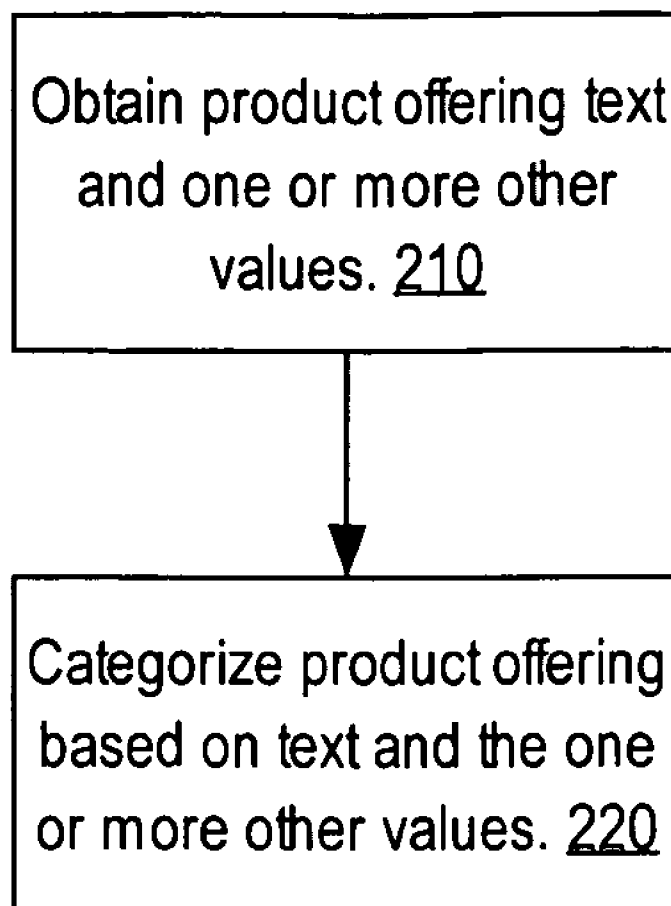 Obtain product offering text
and one or more other
values. 210
Categorize product offering
based on text and the one
or more other values. 220